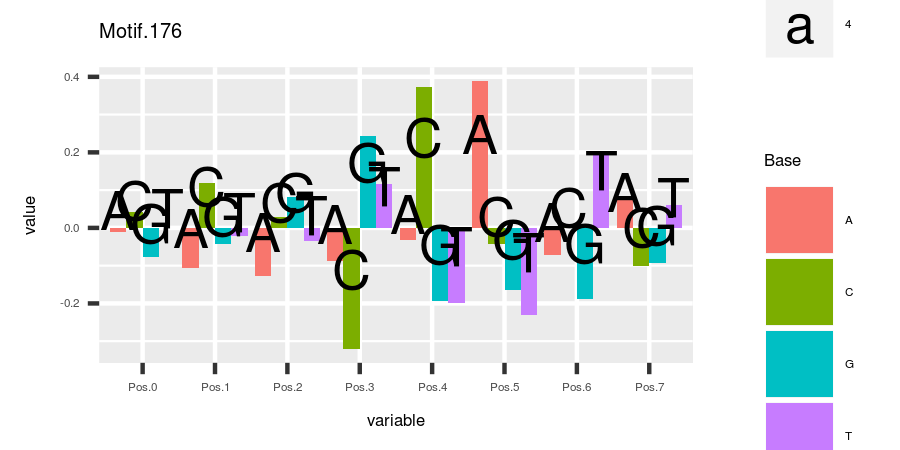 Motif.176
a 4
value
0.4
0.2
0.0
-0.2
A C G T A C G T A C G T A C G T A C G T A C G T A C G T A C G T
Pos.0 Pos.1 Pos.2 Pos.3 Pos.4 Pos.5 Pos.6 Pos.7
variable
Base
A
C
G
T